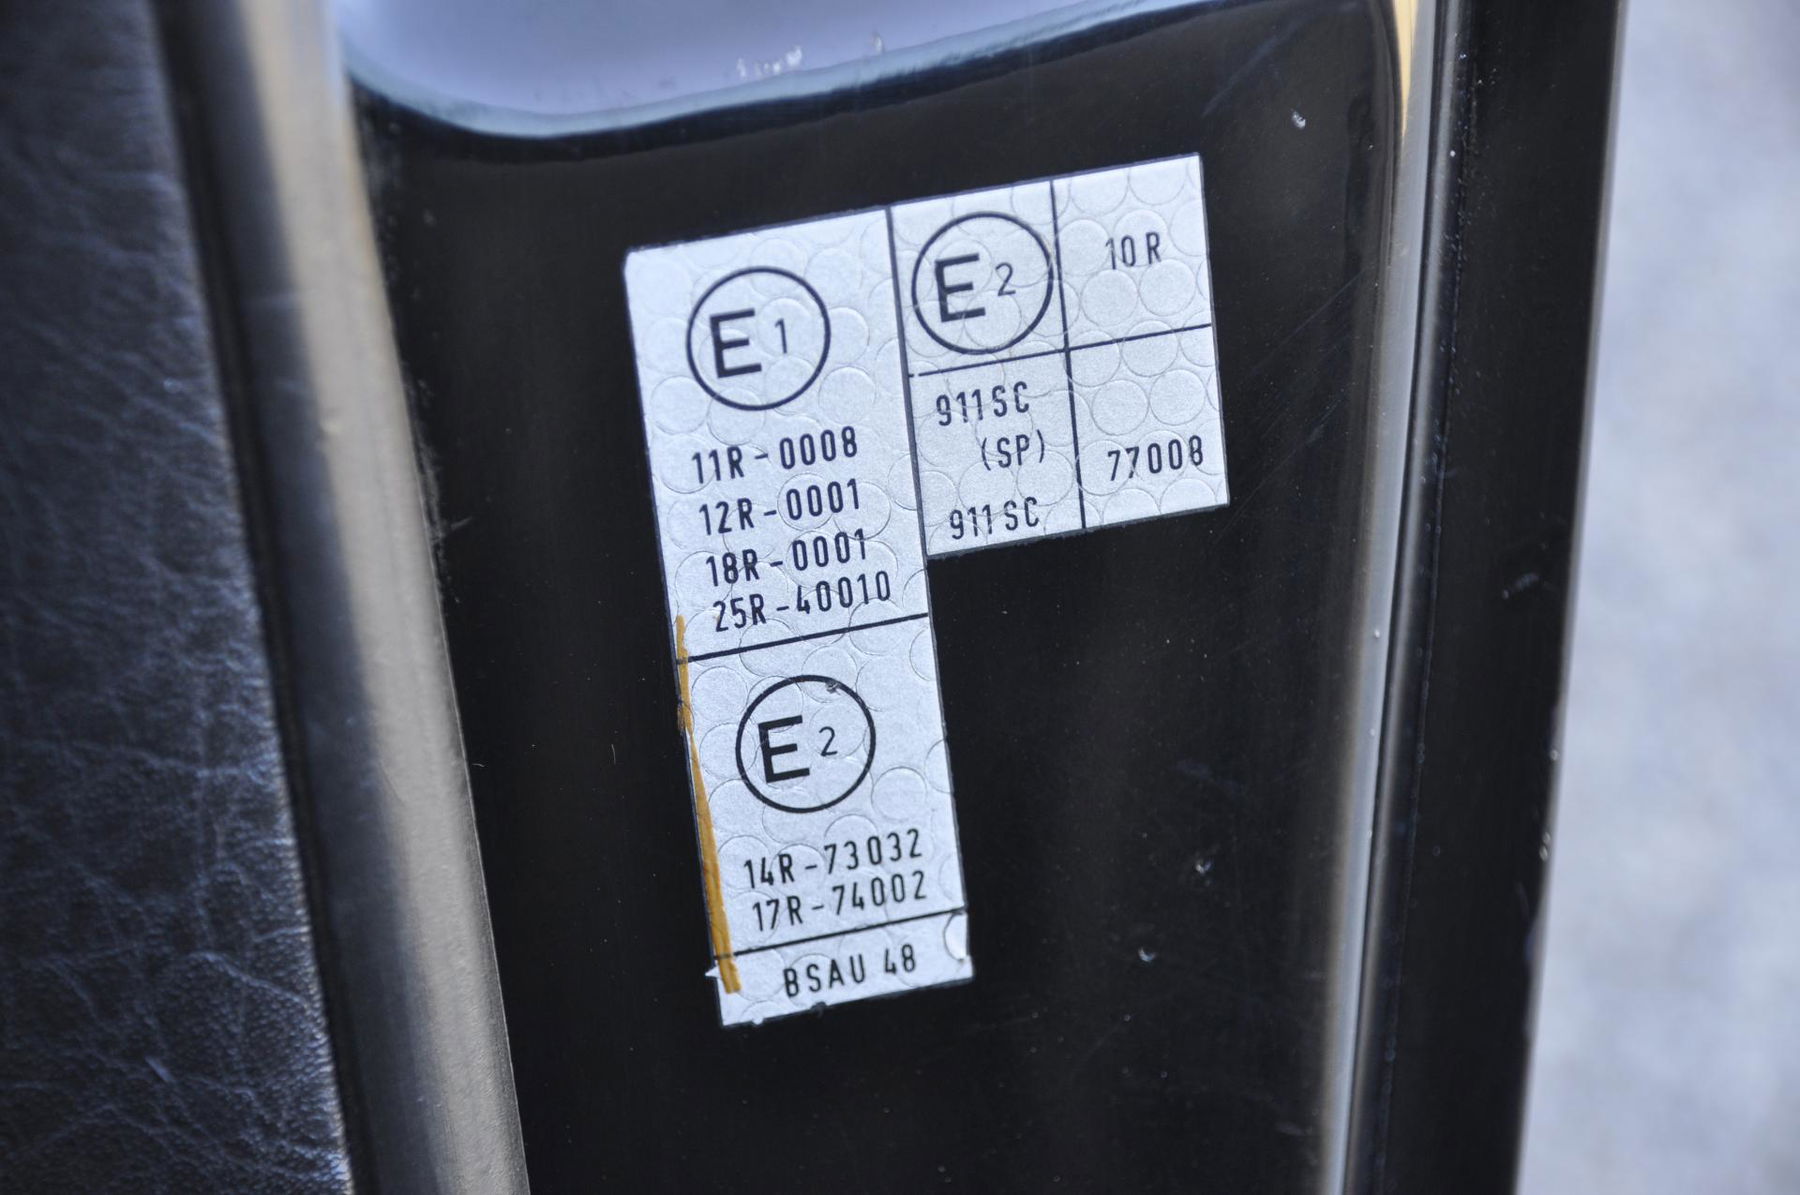 E1
11R-0008
12R-0001
18R-0001
25R-40010
E2
14R-73032
17R-74002
BSAU 48
E2
10R
911SC
(SP)
911SC
77008